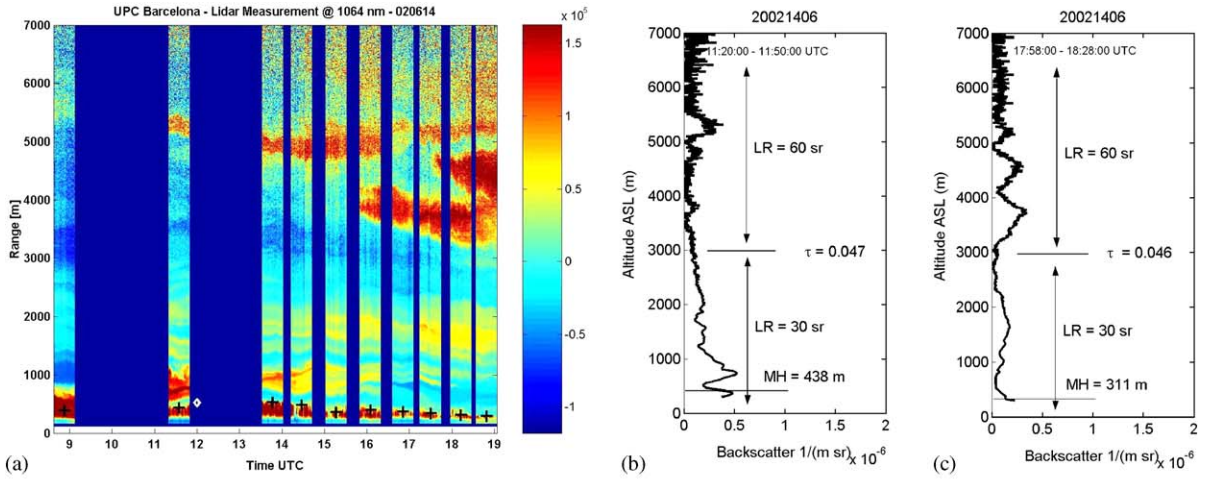 UPC Barcelona - Lidar Measurement @ 1064 nm - 020614
x 10^5
7000
6000
5000
4000
3000
2000
1000
0
Range [m]
9 10 11 12 13 14 15 16 17 18 19
Time UTC
1.5
1
0.5
0
-0.5
-1
(a)
20021406
11:20:00 - 11:50:00 UTC
7000
6000
5000
4000
3000
2000
1000
0
Altitude ASL (m)
LR = 60 sr
τ = 0.047
LR = 30 sr
MH = 438 m
0 0.5 1 1.5 2
Backscatter 1/(m sr) x 10^-6
(b)
20021406
17:58:00 - 18:28:00 UTC
7000
6000
5000
4000
3000
2000
1000
0
Altitude ASL (m)
LR = 60 sr
τ = 0.046
LR = 30 sr
MH = 311 m
0 0.5 1 1.5 2
Backscatter 1/(m sr) x 10^-6
(c)